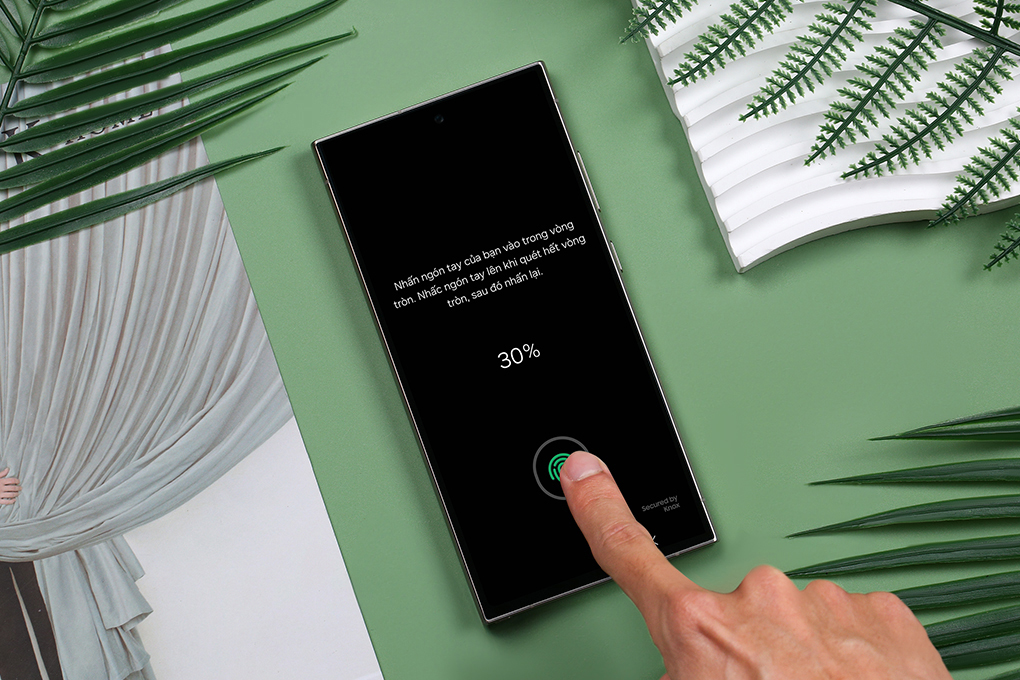 HOME
Nhấn ngón tay của bạn vào trong vòng
tròn. Nhấc ngón tay lên khi quét hết vòng
tròn, sau đó nhấn lại.
30%
Secured by
Knox